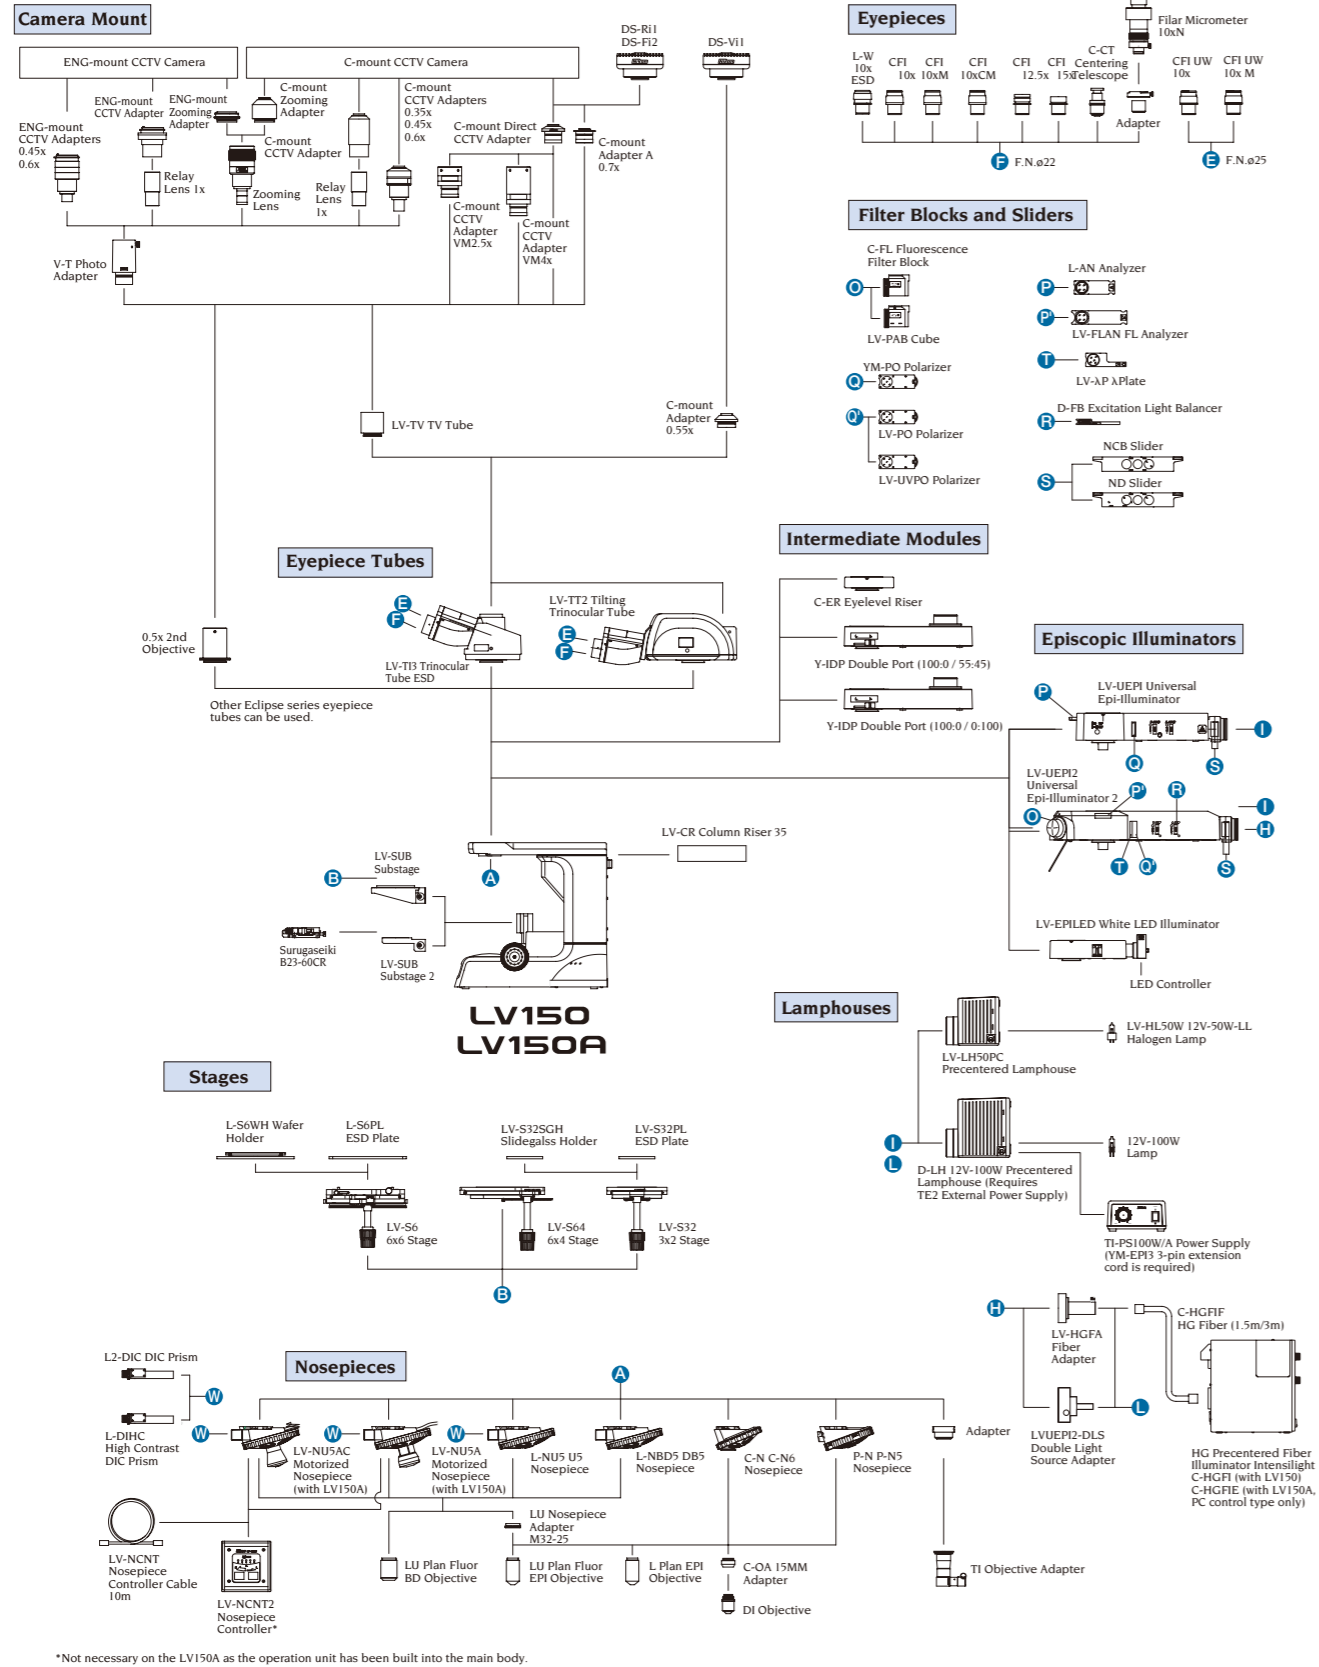 Camera Mount
ENG-mount CCTV Camera
C-mount CCTV Camera
DS-Ri1
DS-Fi2
DS-Vi1
ENG-mount
CCTV Adapters
0.45x
0.6x
ENG-mount
CCTV Adapter
Relay
Lens 1x
ENG-mount
Zooming
Adapter
C-mount
Zooming
Adapter
C-mount
CCTV Adapter
Zooming
Lens
Relay
Lens
1x
C-mount
CCTV Adapters
0.35x
0.45x
0.6x
C-mount Direct
CCTV Adapter
C-mount
Adapter A
0.7x
C-mount
CCTV
Adapter
VM2.5x
C-mount
CCTV
Adapter
VM4x
V-T Photo
Adapter
LV-TV TV Tube
C-mount
Adapter
0.55x
Eyepieces
L-W
10x
ESD
CFI
10x
CFI
10xM
CFI
10xCM
CFI
12.5x
CFI
15x
C-CT
Centering
Telescope
Filar Micrometer
10xN
Adapter
CFI UW
10x
CFI UW
10x M
F F.N.ø22
E F.N.ø25
Filter Blocks and Sliders
C-FL Fluorescence
Filter Block
O
LV-PAB Cube
YM-PO Polarizer
Q
Q'
LV-PO Polarizer
LV-UVPO Polarizer
L-AN Analyzer
P
P'
LV-FLAN FL Analyzer
T
LV-λP λPlate
D-FB Excitation Light Balancer
R
NCB Slider
S
ND Slider
Eyepiece Tubes
E
F
LV-TI3 Trinocular
Tube ESD
LV-TT2 Tilting
Trinocular Tube
E
F
0.5x 2nd
Objective
Other Eclipse series eyepiece
tubes can be used.
Intermediate Modules
C-ER Eyelevel Riser
Y-IDP Double Port (100:0 / 55:45)
Y-IDP Double Port (100:0 / 0:100)
Episcopic Illuminators
LV-UEPI Universal
Epi-Illuminator
P
I
Q
S
LV-UEPI2
Universal
Epi-Illuminator 2
P'
R
I
O
H
T
Q'
S
LV-EPILED White LED Illuminator
LED Controller
LV-CR Column Riser 35
A
LV-SUB
Substage
B
Surugaseiki
B23-60CR
LV-SUB
Substage 2
LV150
LV150A
Lamphouses
LV-LH50PC
Precentered Lamphouse
LV-HL50W 12V-50W-LL
Halogen Lamp
I
L
D-LH 12V-100W Precentered
Lamphouse (Requires
TE2 External Power Supply)
12V-100W
Lamp
TI-PS100W/A Power Supply
(YM-EPI3 3-pin extension
cord is required)
H
LV-HGFA
Fiber
Adapter
C-HGFIF
HG Fiber (1.5m/3m)
L
LVUEPI2-DLS
Double Light
Source Adapter
HG Precentered Fiber
Illuminator Intensilight
C-HGFI (with LV150)
C-HGFIE (with LV150A,
PC control type only)
Stages
L-S6WH Wafer
Holder
L-S6PL
ESD Plate
LV-S32SGH
Slidegalss Holder
LV-S32PL
ESD Plate
LV-S6
6x6 Stage
LV-S64
6x4 Stage
LV-S32
3x2 Stage
B
Nosepieces
A
L2-DIC DIC Prism
W
L-DIHC
High Contrast
DIC Prism
W
LV-NU5AC
Motorized
Nosepiece
(with LV150A)
W
LV-NU5A
Motorized
Nosepiece
(with LV150A)
W
L-NU5 U5
Nosepiece
L-NBD5 DB5
Nosepiece
C-N C-N6
Nosepiece
P-N P-N5
Nosepiece
Adapter
LV-NCNT
Nosepiece
Controller Cable
10m
LV-NCNT2
Nosepiece
Controller*
LU Nosepiece
Adapter
M32-25
LU Plan Fluor
BD Objective
LU Plan Fluor
EPI Objective
L Plan EPI
Objective
C-OA 15MM
Adapter
DI Objective
TI Objective Adapter
*Not necessary on the LV150A as the operation unit has been built into the main body.